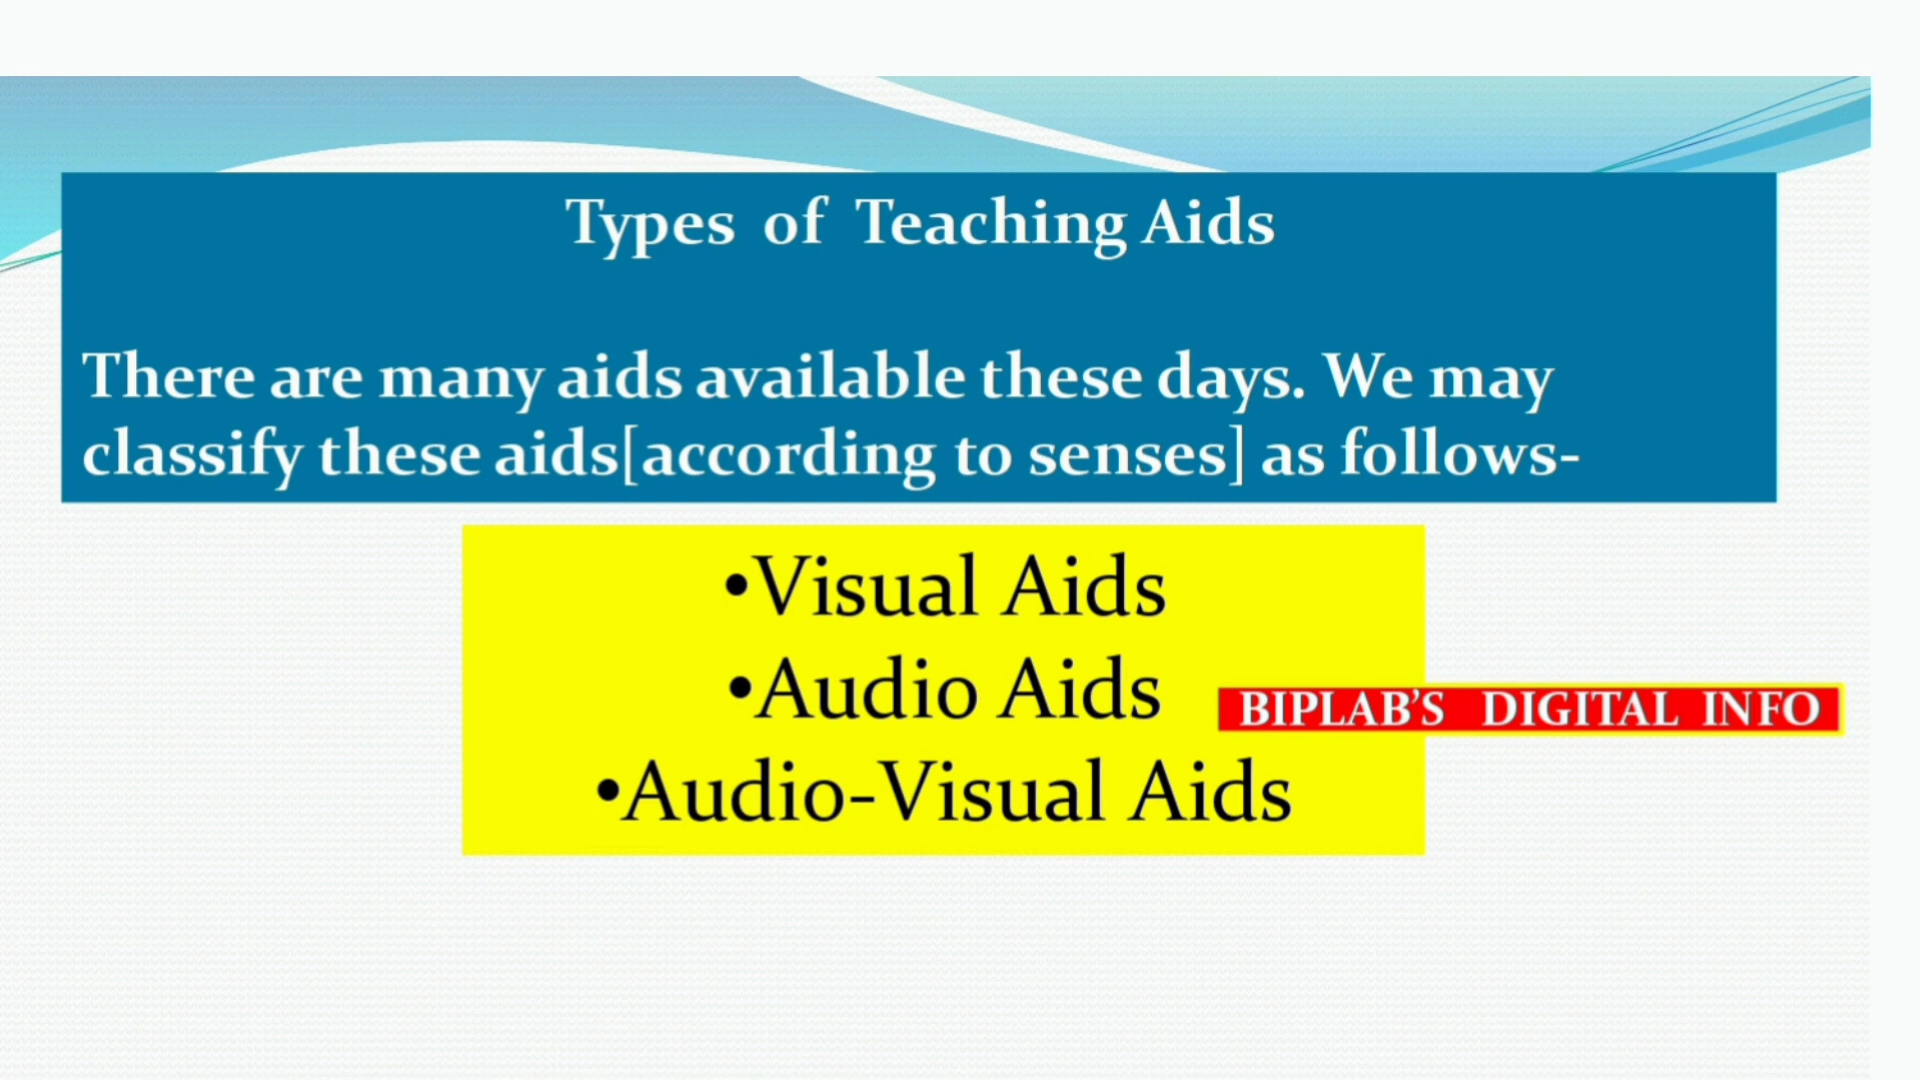 Types of Teaching Aids
There are many aids available these days. We may
classify these aids[according to senses] as follows-
•Visual Aids
•Audio Aids
BIPLAB’S DIGITAL INFO
•Audio-Visual Aids